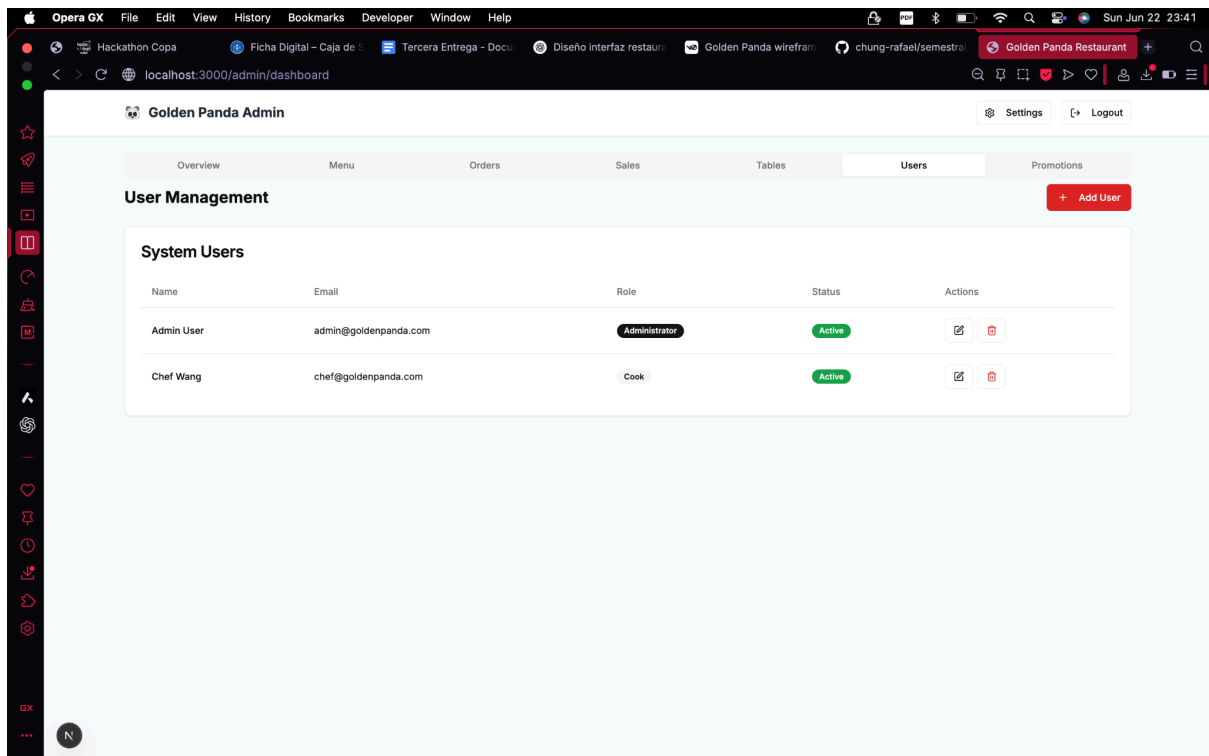 Opera GX File Edit View History Bookmarks Developer Window Help PDF Sun Jun 22 23:41
Hackathon Copa Ficha Digital – Caja de S Tercera Entrega - Docu Diseño interfaz restaura v0 Golden Panda wirefram chung-rafael/semestral Golden Panda Restaurant +
localhost:3000/admin/dashboard
Golden Panda Admin Settings Logout
Overview Menu Orders Sales Tables Users Promotions
User Management + Add User
System Users
Name Email Role Status Actions
Admin User admin@goldenpanda.com Administrator Active
Chef Wang chef@goldenpanda.com Cook Active
M
GX
N